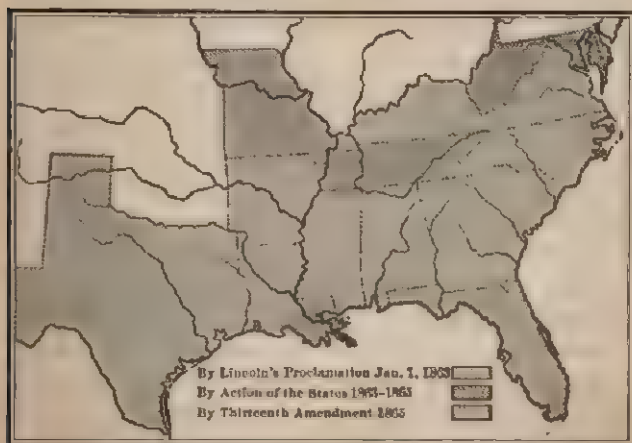 By Lincoln's Proclamation Jan. 1, 1863
By Action of the States 1863-1865
By Thirteenth Amendment 1865